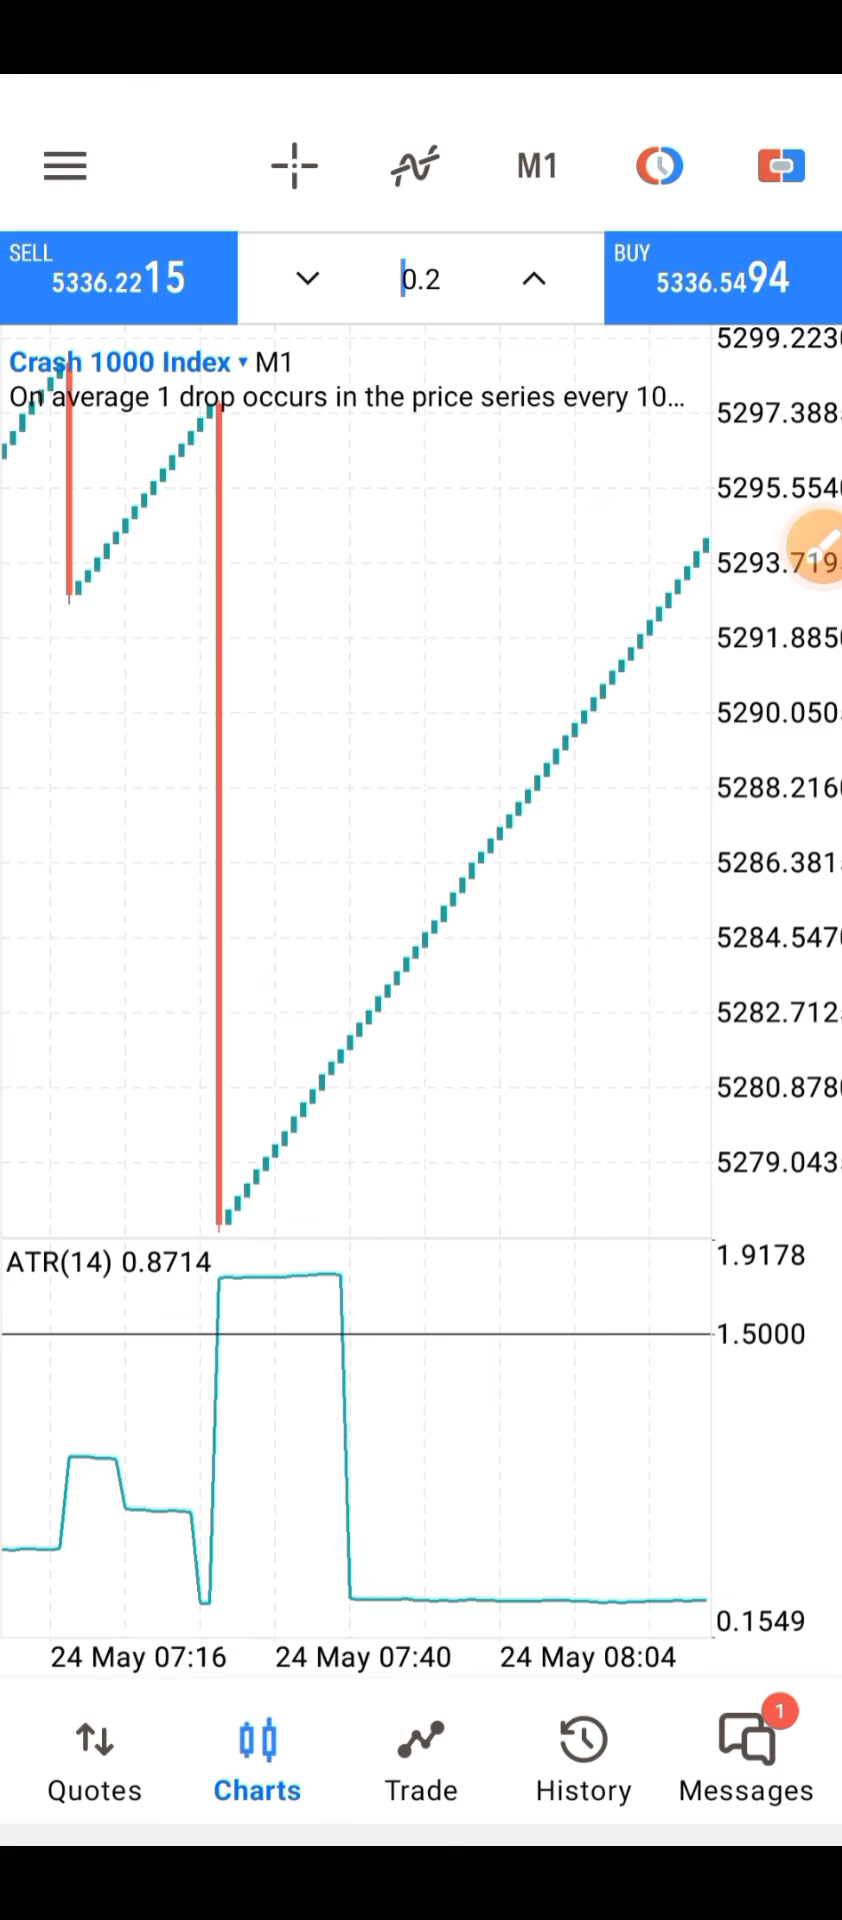 M1
SELL
5336.2215
0.2
BUY
5336.5494
Crash 1000 Index ▾ M1
On average 1 drop occurs in the price series every 10...
5299.223
5297.388
5295.554
5293.719
5291.885
5290.050
5288.216
5286.381
5284.547
5282.712
5280.878
5279.043
ATR(14) 0.8714
1.9178
1.5000
0.1549
24 May 07:16
24 May 07:40
24 May 08:04
1
Quotes
Charts
Trade
History
Messages